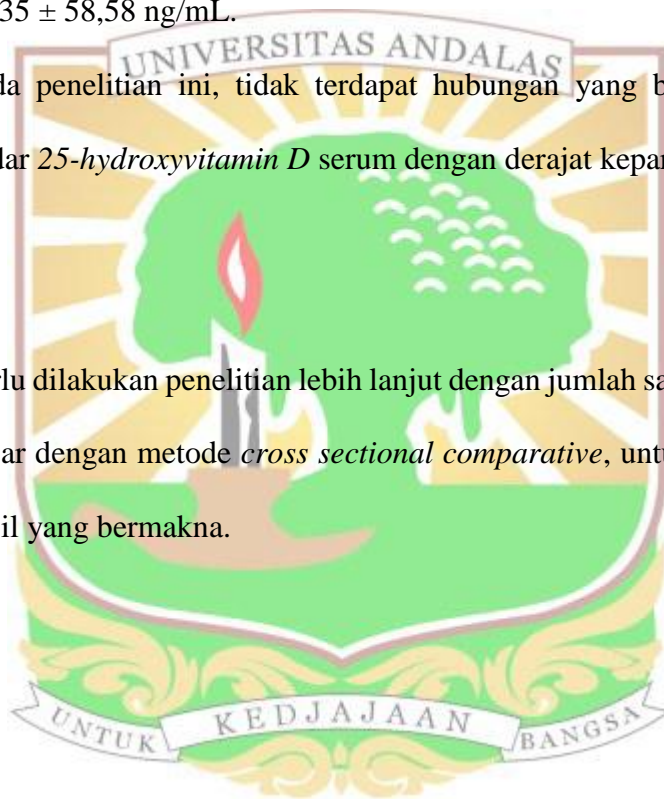 35 ± 58,58 ng/mL.
UNIVERSITAS ANDALAS
da penelitian ini, tidak terdapat hubungan yang b
dar 25-hydroxyvitamin D serum dengan derajat kepar
lu dilakukan penelitian lebih lanjut dengan jumlah sa
ar dengan metode cross sectional comparative, untu
il yang bermakna.
UNTUK KEDJAJAAN BANGSA